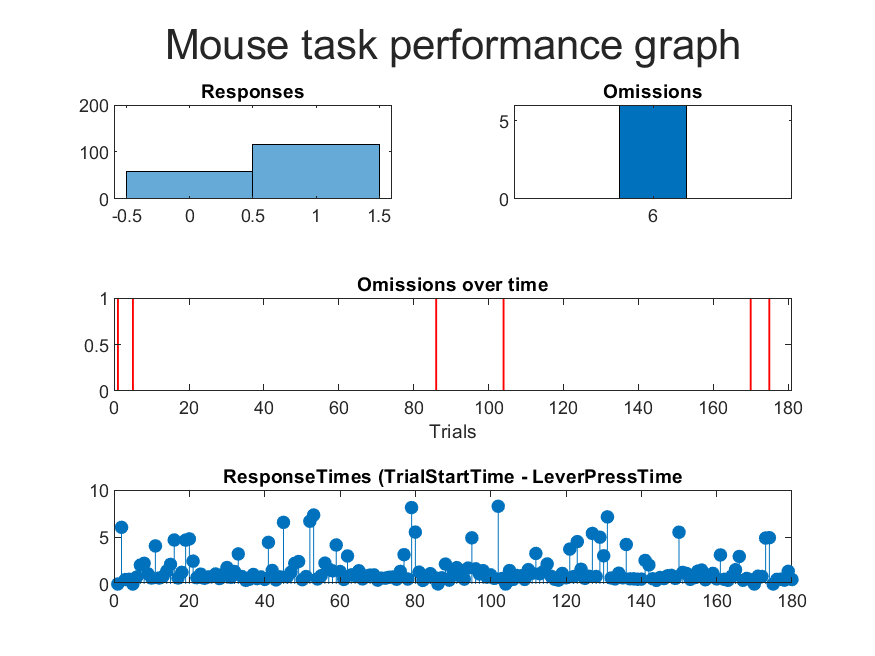 Mouse task performance graph
Responses
200
100
0
-0.5 0 0.5 1 1.5
Omissions
5
0
6
Omissions over time
1
0.5
0
0 20 40 60 80 100 120 140 160 180
Trials
ResponseTimes (TrialStartTime - LeverPressTime
10
5
0
0 20 40 60 80 100 120 140 160 180